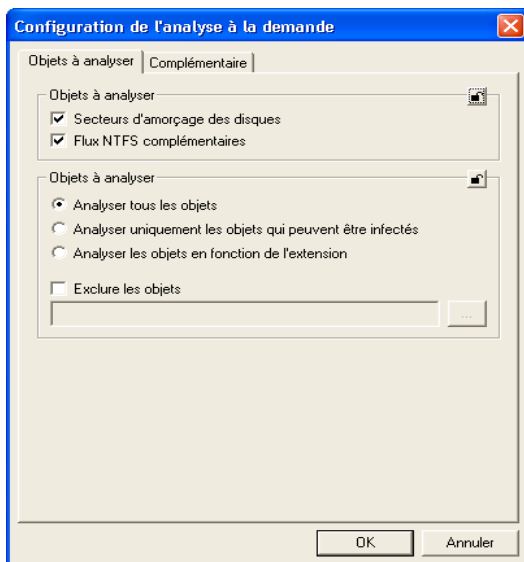 Configuration de l'analyse à la demande
Objets à analyser
Complémentaire
Objets à analyser
Secteurs d'amorçage des disques
Flux NTFS complémentaires
Objets à analyser
Analyser tous les objets
Analyser uniquement les objets qui peuvent être infectés
Analyser les objets en fonction de l'extension
Exclure les objets
...
OK
Annuler